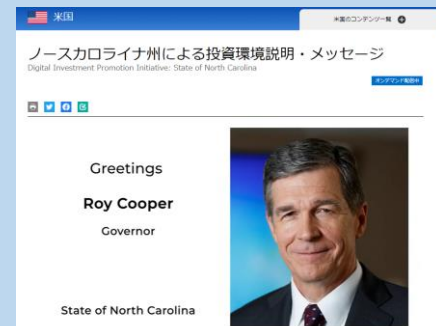 米国
米国のコンテンツ一覧
ノースカロライナ州による投資環境説明・メッセージ
Digital Investment Promotion Initiative: State of North Carolina
オンデマンド配信中
Greetings
Roy Cooper
Governor
State of North Carolina